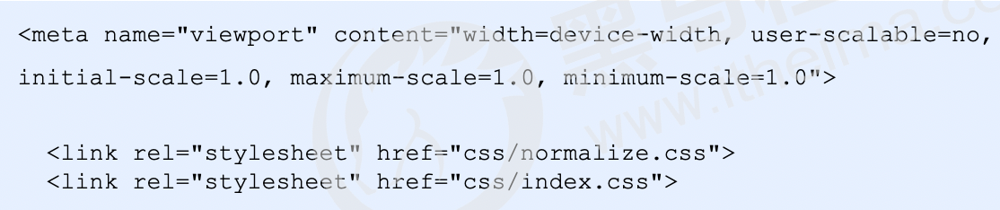 <meta name="viewport" content="width=device-width, user-scalable=no,
initial-scale=1.0, maximum-scale=1.0, minimum-scale=1.0">
<link rel="stylesheet" href="css/normalize.css">
<link rel="stylesheet" href="css/index.css">